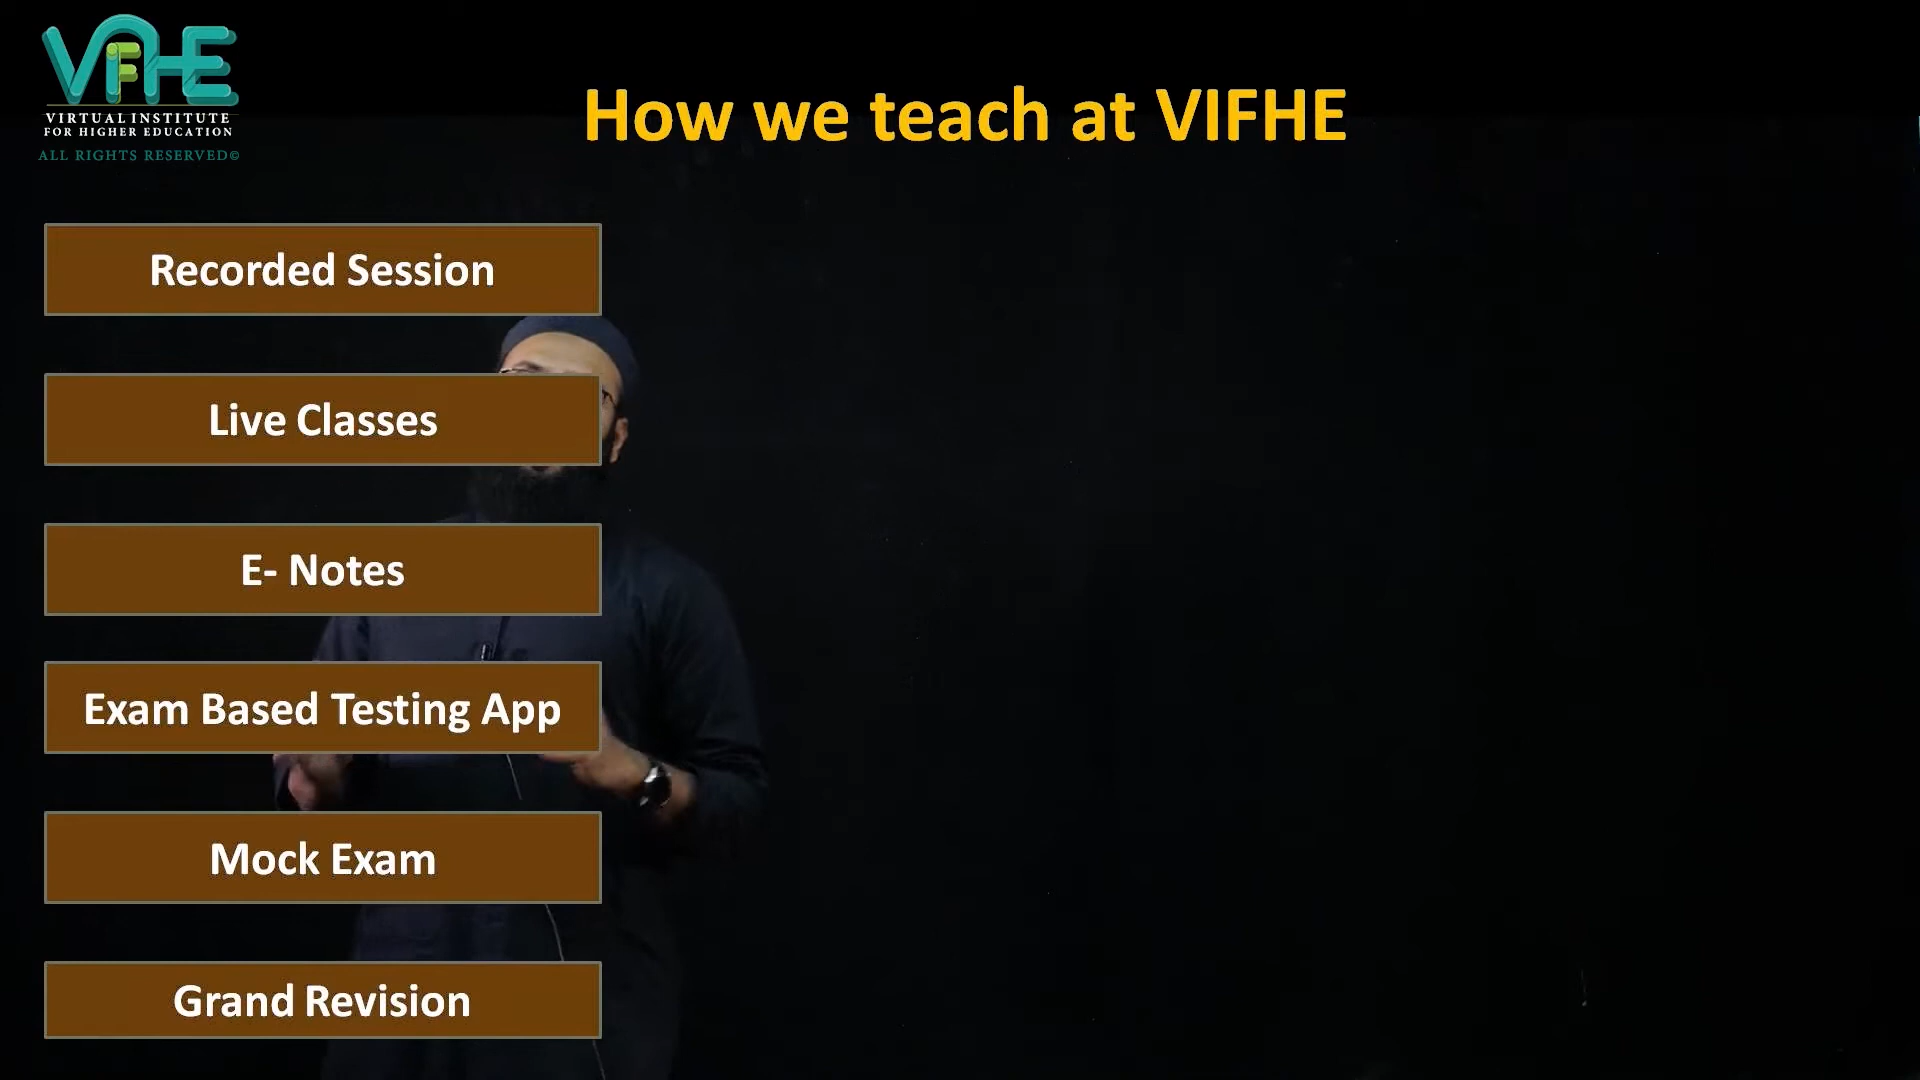 VIFHE
VIRTUAL INSTITUTE
FOR HIGHER EDUCATION
ALL RIGHTS RESERVED©
How we teach at VIFHE
Recorded Session
Live Classes
E- Notes
Exam Based Testing App
Mock Exam
Grand Revision